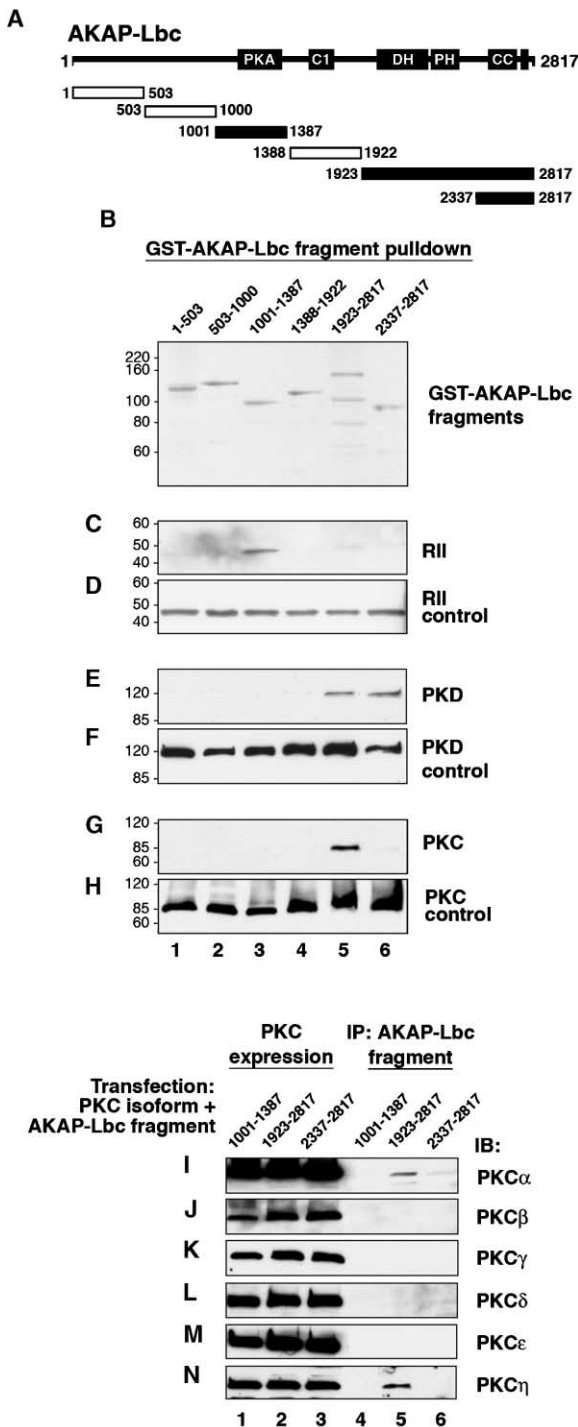 A
AKAP-Lbc
1 PKA C1 DH PH CC 2817
1 503
503 1000
1001 1387
1388 1922
1923 2817
2337 2817
B
GST-AKAP-Lbc fragment pulldown
1-503 503-1000 1001-1387 1388-1922 1923-2817 2337-2817
220
160
100
80
60
GST-AKAP-Lbc
fragments
C
60
50
40
RII
D
60
50
40
RII
control
E
120
85
PKD
F
120
85
PKD
control
G
120
85
60
PKC
H
120
85
60
PKC
control
1 2 3 4 5 6
PKC
expression
IP: AKAP-Lbc
fragment
Transfection:
PKC isoform +
AKAP-Lbc fragment
1001-1387 1923-2817 2337-2817 1001-1387 1923-2817 2337-2817
IB:
I PKCα
J PKCβ
K PKCγ
L PKCδ
M PKCε
N PKCη
1 2 3 4 5 6